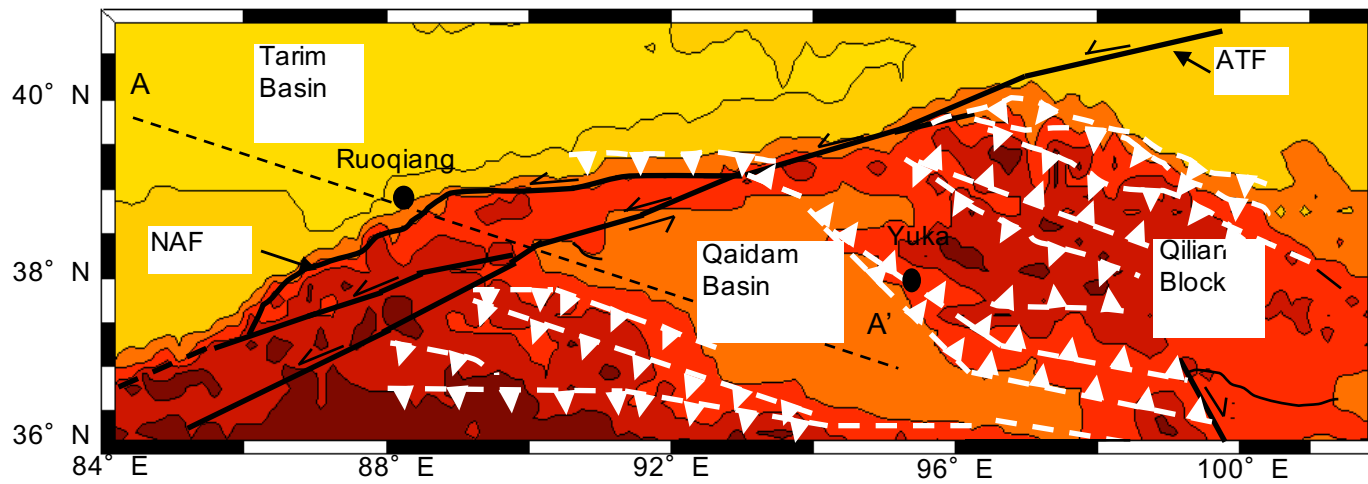 Tarim
Basin
A
ATF
40° N
Ruoqiang
NAF
Yuka
Qaidam
Basin
Qilian
Block
38° N
A'
36° N
84° E
88° E
92° E
96° E
100° E